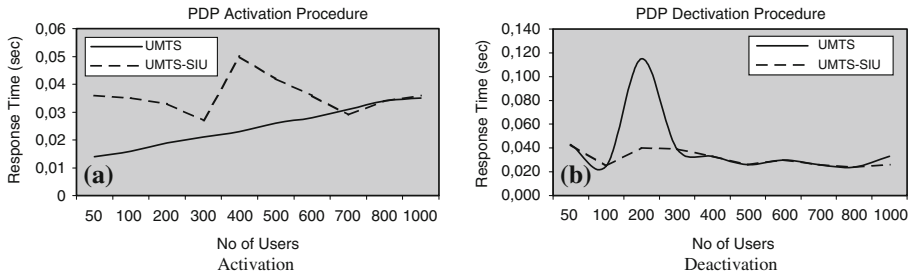 PDP Activation Procedure
0,06
0,05
0,04
0,03
0,02
0,01
0
Response Time (sec)
UMTS
UMTS-SIU
(a)
50 100 200 300 400 500 600 700 800 1000
No of Users
Activation
PDP Dectivation Procedure
0,140
0,120
0,100
0,080
0,060
0,040
0,020
0,000
Response Time (sec)
UMTS
UMTS-SIU
(b)
50 100 200 300 400 500 600 700 800 1000
No of Users
Deactivation